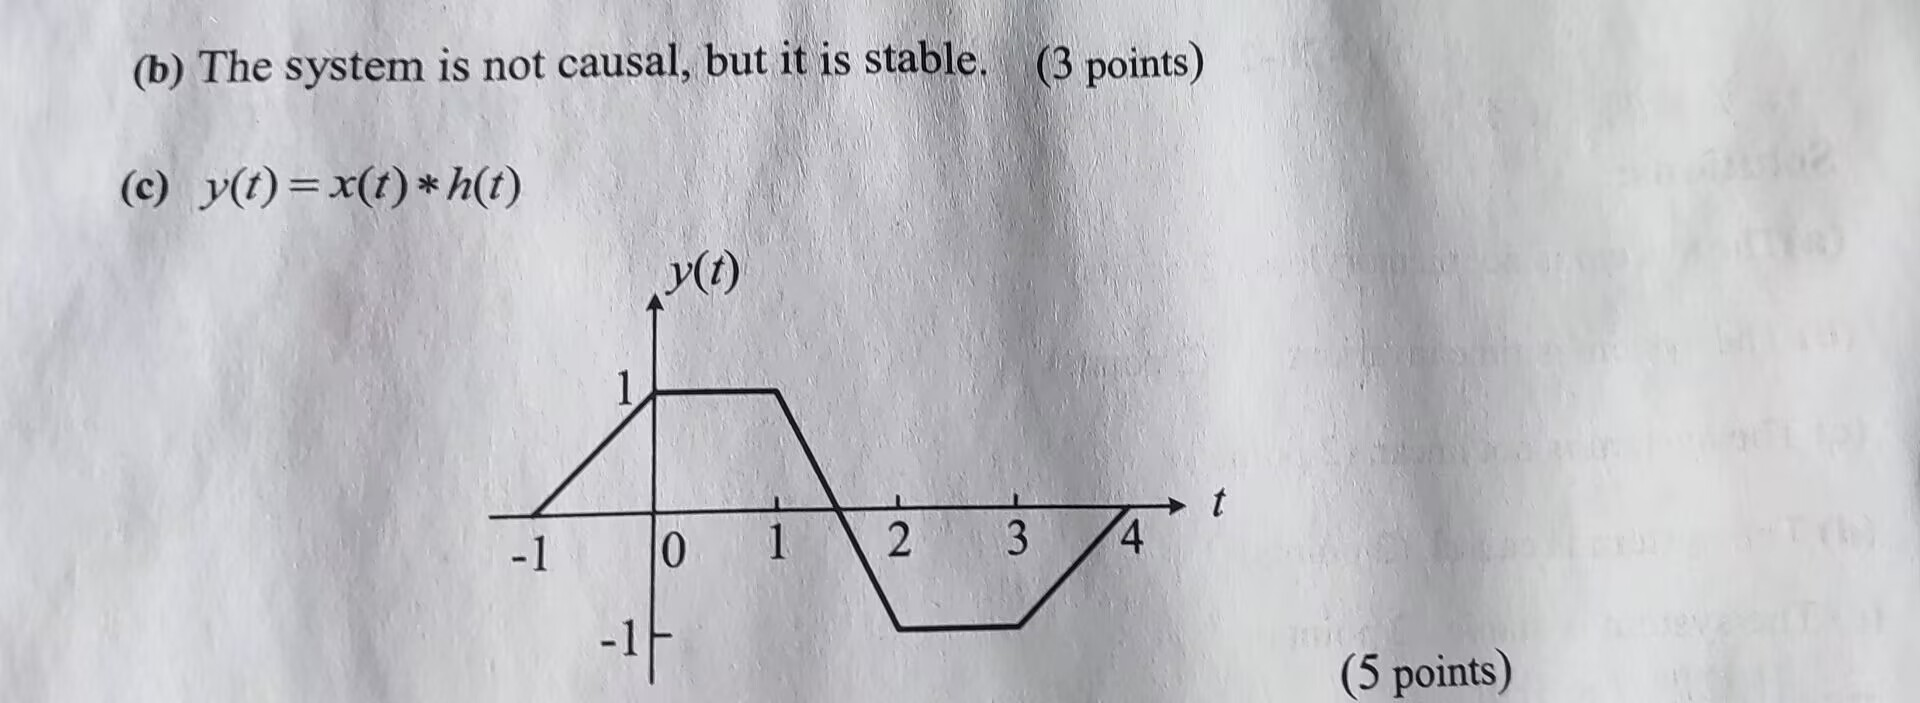 (b) The system is not causal, but it is stable. (3 points)
(c) y(t) = x(t) * h(t)
y(t)
1
t
-1 0 1 2 3 4
-1
(5 points)